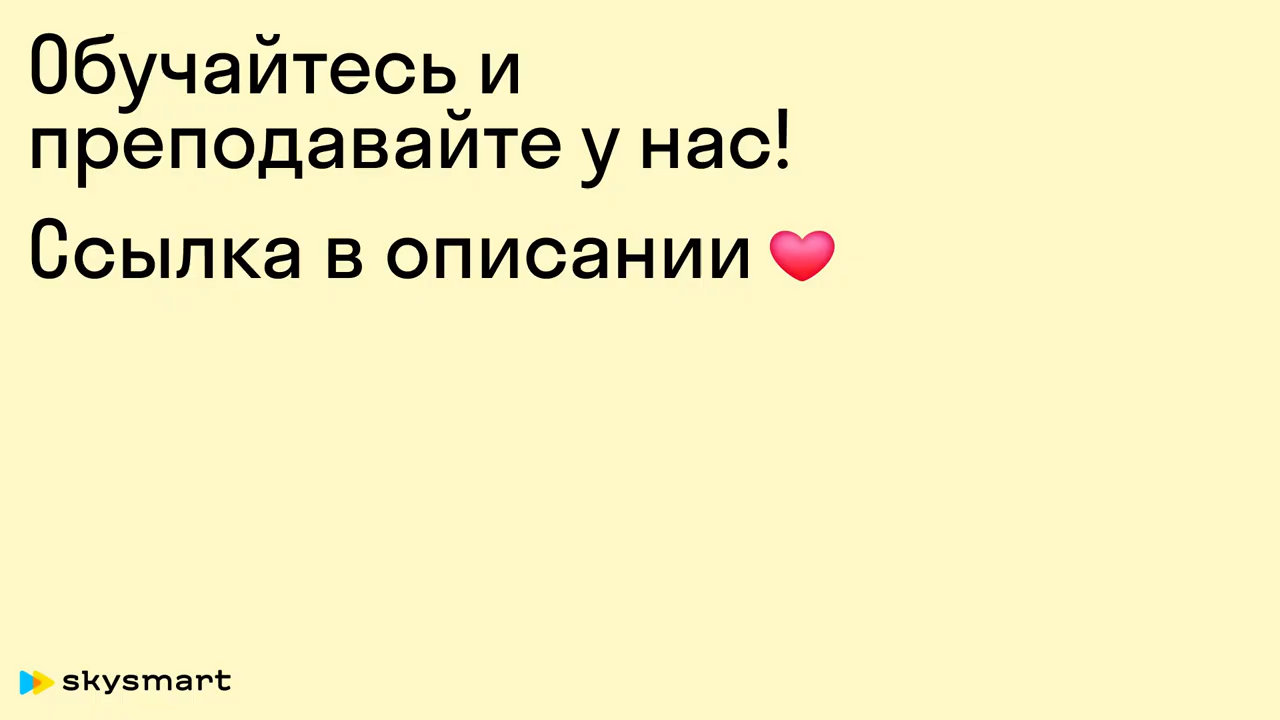 Обучайтесь и
преподавайте у нас!
Ссылка в описании ❤️
skysmart